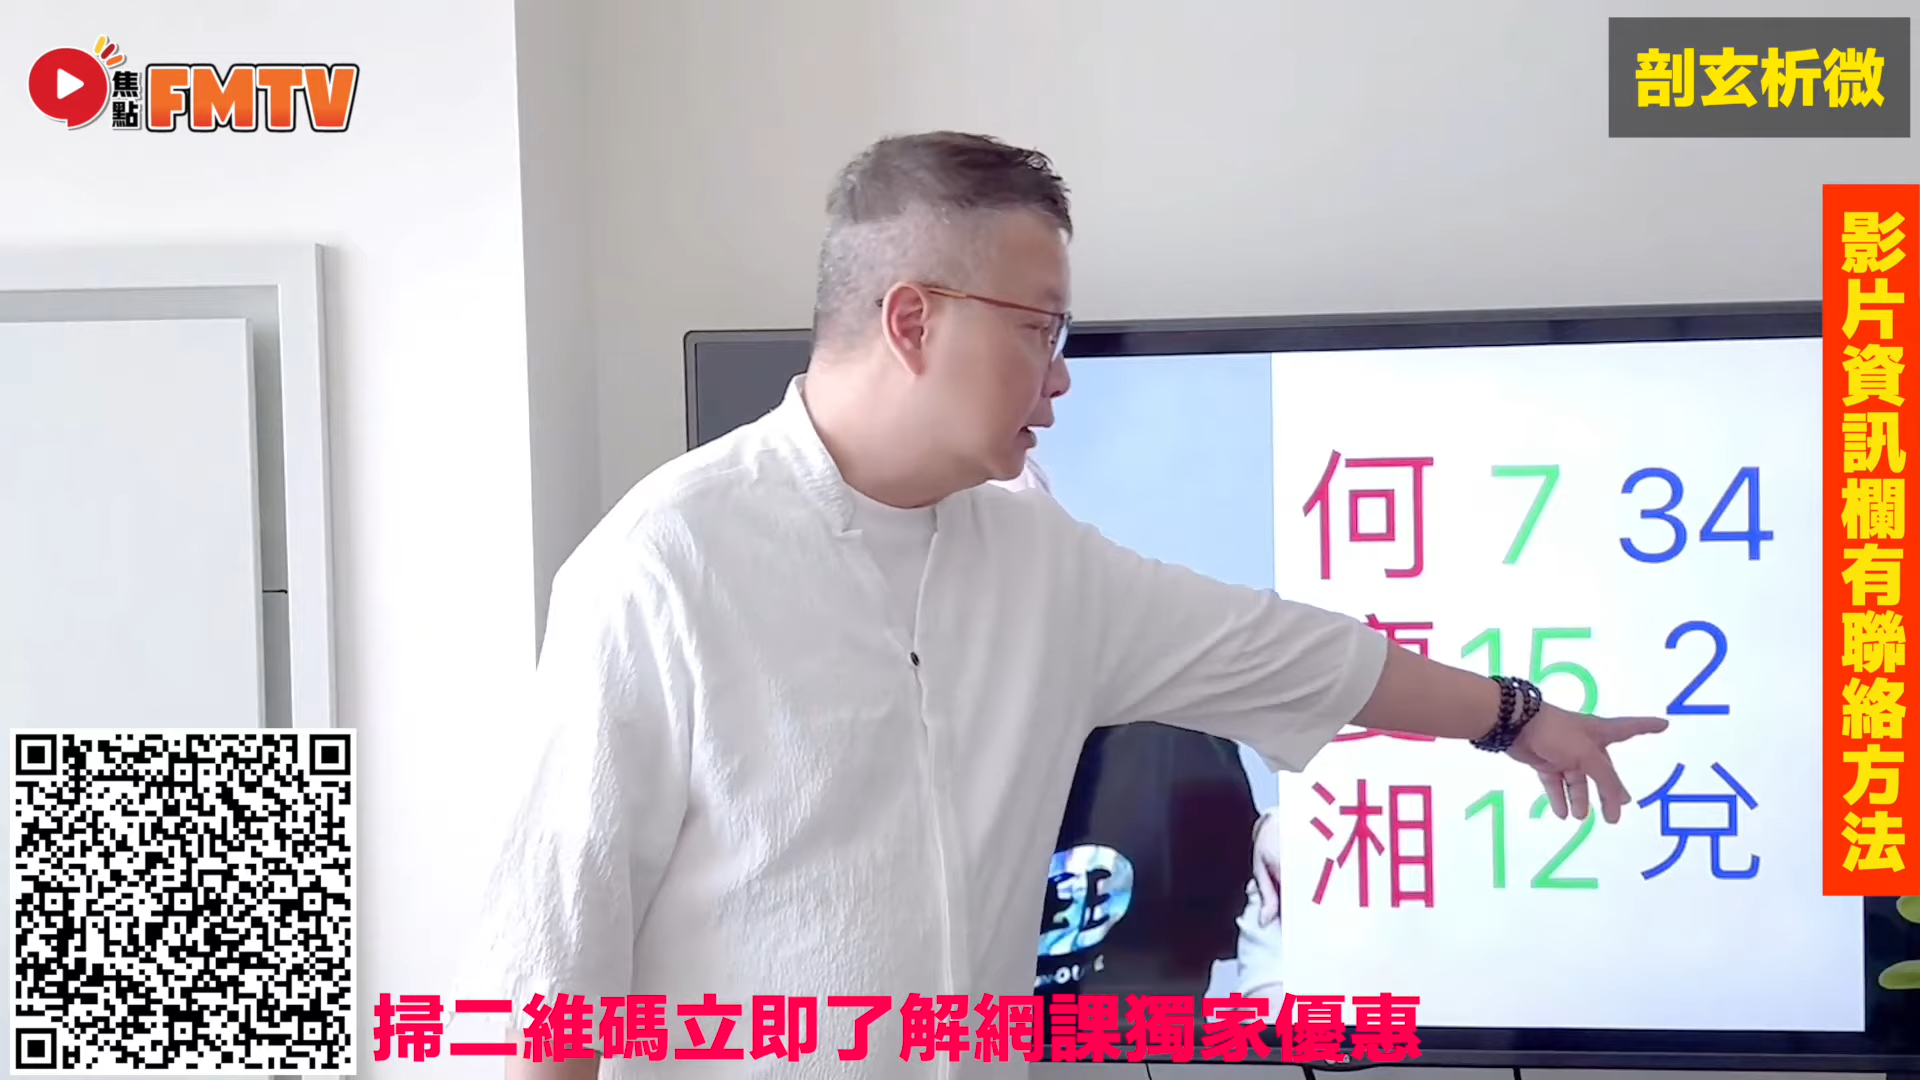 焦點 FMTV
剖玄析微
影片資訊欄有聯絡方法
何 7 34
15 2
湘 12 兌
掃二維碼立即了解網課獨家優惠